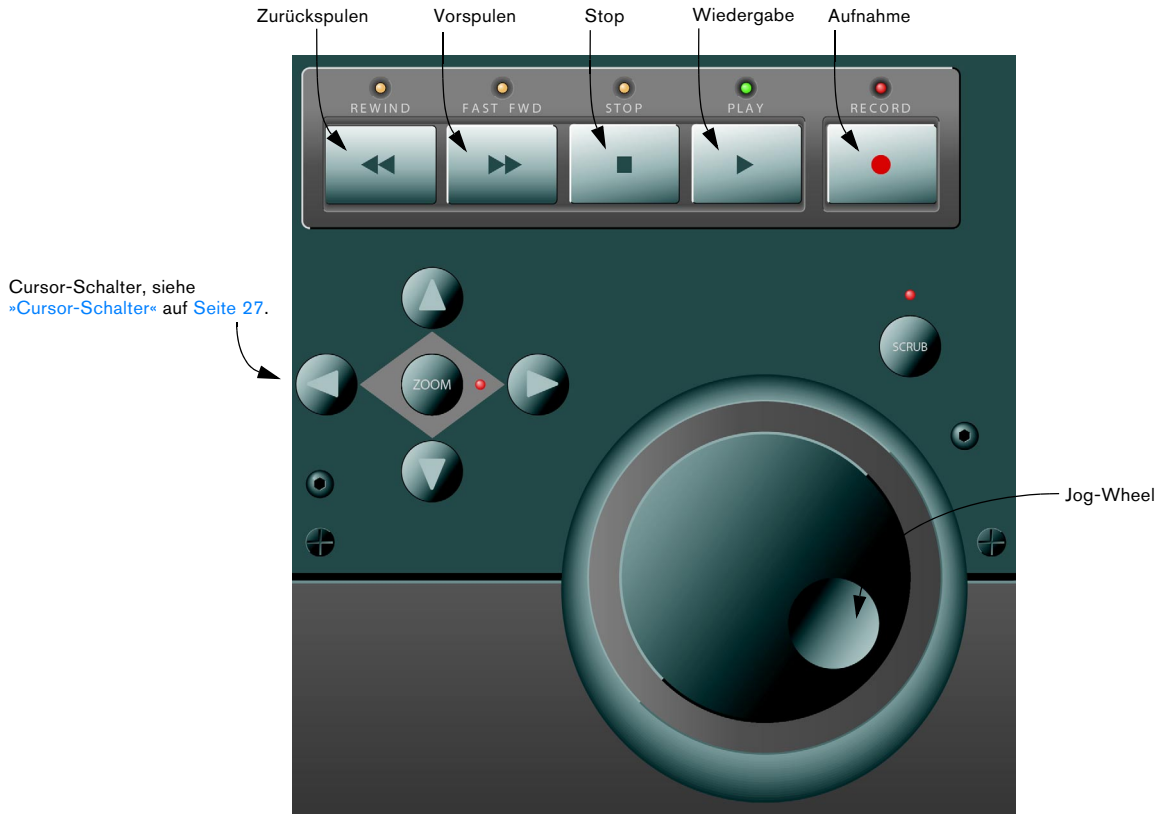 Zurückspulen Vorspulen Stop Wiedergabe Aufnahme
REWIND FAST FWD STOP PLAY RECORD
Cursor-Schalter, siehe
»Cursor-Schalter« auf Seite 27.
SCRUB
ZOOM
Jog-Wheel